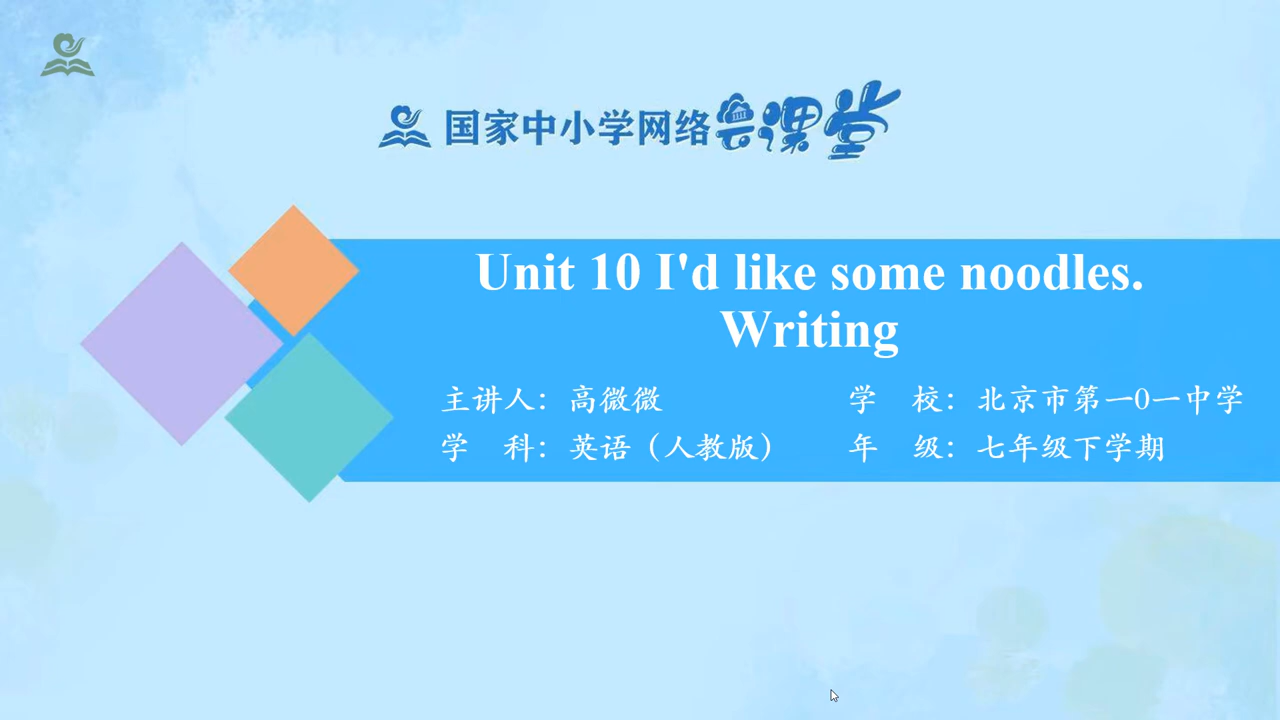 国家中小学网络云课堂
Unit 10 I'd like some noodles.
Writing
主讲人：高微微 学 校：北京市第一0一中学
学 科：英语（人教版） 年 级：七年级下学期